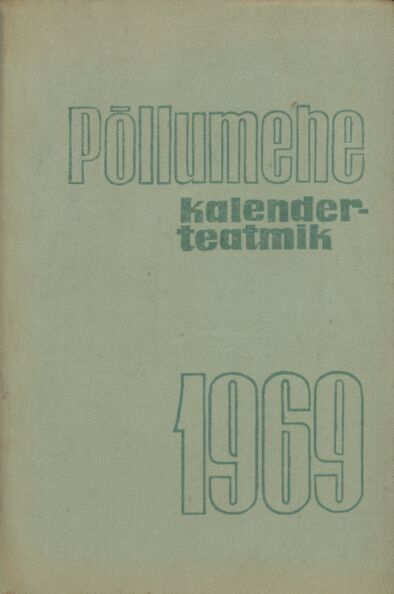 Põllumehe
kalender-
teatmik
1969